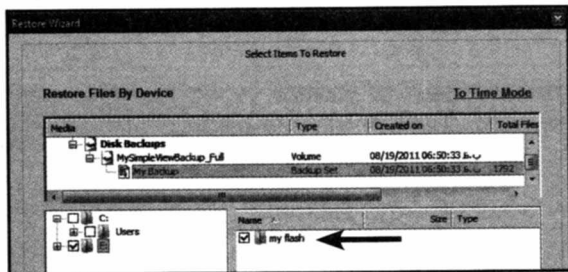 Restore Wizard
Select Items To Restore
Restore Files By Device
To Time Mode
Media Type Created on Total Files
Disk Backups
MySimpleViewBackup_Full Volume 08/19/2011 06:50:33 ب.ظ
My Backup Backup Set 08/19/2011 06:50:33 ب.ظ 1792
C:
Users
Name Size Type
my flash